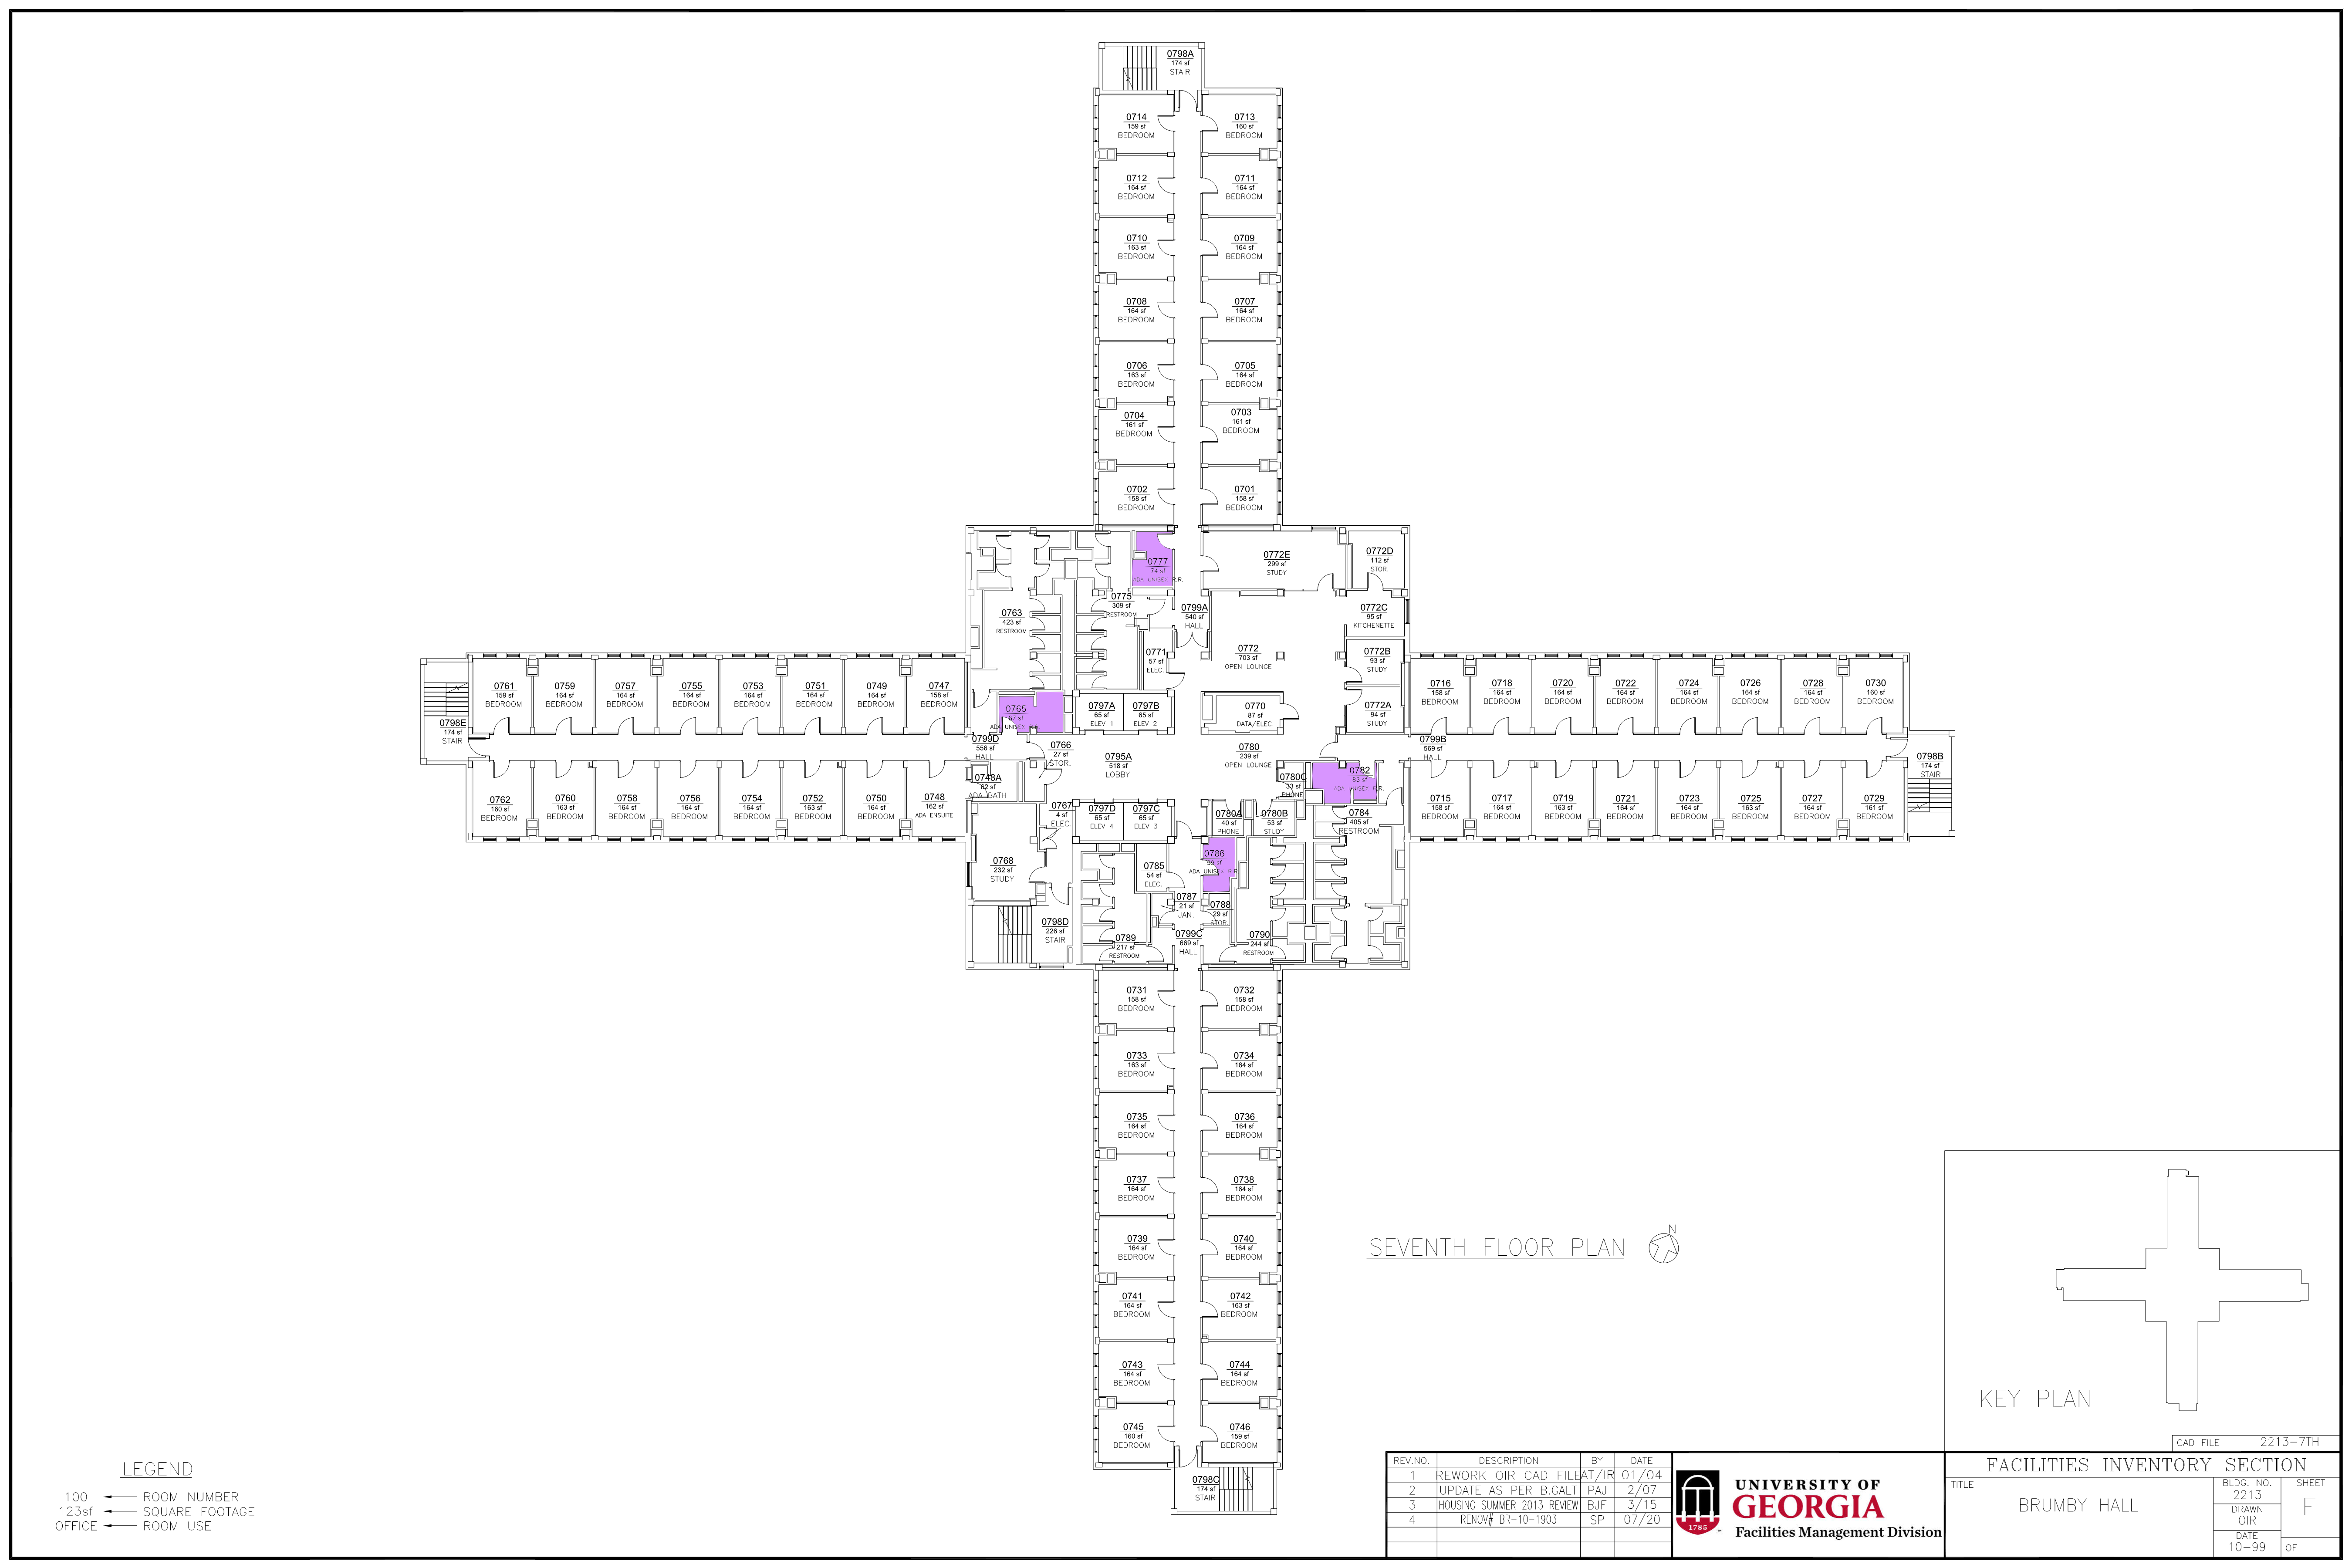 0798A
174 sf
STAIR
0714
159 sf
BEDROOM
0713
160 sf
BEDROOM
0712
164 sf
BEDROOM
0711
164 sf
BEDROOM
0710
163 sf
BEDROOM
0709
164 sf
BEDROOM
0708
164 sf
BEDROOM
0707
164 sf
BEDROOM
0706
163 sf
BEDROOM
0705
164 sf
BEDROOM
0704
161 sf
BEDROOM
0703
161 sf
BEDROOM
0702
158 sf
BEDROOM
0701
158 sf
BEDROOM
0777
74 sf
ADA UNISEX R.R.
0772E
299 sf
STUDY
0772D
112 sf
STOR.
0763
423 sf
RESTROOM
0775
309 sf
RESTROOM
0799A
540 sf
HALL
0772C
95 sf
KITCHENETTE
0771
57 sf
ELEC.
0772
703 sf
OPEN LOUNGE
0772B
93 sf
STUDY
0761
159 sf
BEDROOM
0759
164 sf
BEDROOM
0757
164 sf
BEDROOM
0755
164 sf
BEDROOM
0753
164 sf
BEDROOM
0751
164 sf
BEDROOM
0749
164 sf
BEDROOM
0747
158 sf
BEDROOM
0765
67 sf
ADA UNISEX R.R.
0797A
65 sf
ELEV 1
0797B
65 sf
ELEV 2
0770
87 sf
DATA/ELEC.
0772A
94 sf
STUDY
0716
158 sf
BEDROOM
0718
164 sf
BEDROOM
0720
164 sf
BEDROOM
0722
164 sf
BEDROOM
0724
164 sf
BEDROOM
0726
164 sf
BEDROOM
0728
164 sf
BEDROOM
0730
160 sf
BEDROOM
0798E
174 sf
STAIR
0799D
556 sf
HALL
0766
27 sf
STOR.
0795A
518 sf
LOBBY
0780
239 sf
OPEN LOUNGE
0799B
569 sf
HALL
0798B
174 sf
STAIR
0748A
62 sf
ADA BATH
0780C
33 sf
PHONE
0782
83 sf
ADA UNISEX R.R.
0762
160 sf
BEDROOM
0760
163 sf
BEDROOM
0758
164 sf
BEDROOM
0756
164 sf
BEDROOM
0754
164 sf
BEDROOM
0752
163 sf
BEDROOM
0750
164 sf
BEDROOM
0748
162 sf
ADA ENSUITE
0767
4 sf
ELEC.
0797D
65 sf
ELEV 4
0797C
65 sf
ELEV 3
0780A
40 sf
PHONE
0780B
53 sf
STUDY
0784
405 sf
RESTROOM
0715
158 sf
BEDROOM
0717
164 sf
BEDROOM
0719
163 sf
BEDROOM
0721
164 sf
BEDROOM
0723
164 sf
BEDROOM
0725
163 sf
BEDROOM
0727
164 sf
BEDROOM
0729
161 sf
BEDROOM
0768
232 sf
STUDY
0785
54 sf
ELEC.
0786
59 sf
ADA UNISEX R.R.
0787
21 sf
JAN.
0788
29 sf
STOR.
0798D
226 sf
STAIR
0789
217 sf
RESTROOM
0799C
669 sf
HALL
0790
244 sf
RESTROOM
0731
158 sf
BEDROOM
0732
158 sf
BEDROOM
0733
163 sf
BEDROOM
0734
164 sf
BEDROOM
0735
164 sf
BEDROOM
0736
164 sf
BEDROOM
0737
164 sf
BEDROOM
0738
164 sf
BEDROOM
0739
164 sf
BEDROOM
0740
164 sf
BEDROOM
0741
164 sf
BEDROOM
0742
163 sf
BEDROOM
0743
164 sf
BEDROOM
0744
164 sf
BEDROOM
0745
160 sf
BEDROOM
0746
159 sf
BEDROOM
0798C
174 sf
STAIR
SEVENTH FLOOR PLAN
N
KEY PLAN
CAD FILE 2213-7TH
LEGEND
100 ROOM NUMBER
123sf SQUARE FOOTAGE
OFFICE ROOM USE
REV.NO. DESCRIPTION BY DATE
1 REWORK OIR CAD FILE AT/IR 01/04
2 UPDATE AS PER B.GALT PAJ 2/07
3 HOUSING SUMMER 2013 REVIEW BJF 3/15
4 RENOV# BR-10-1903 SP 07/20
1785
UNIVERSITY OF
GEORGIA
Facilities Management Division
FACILITIES INVENTORY SECTION
TITLE
BRUMBY HALL
BLDG. NO.
2213
DRAWN
OIR
DATE
10-99
SHEET
F
OF